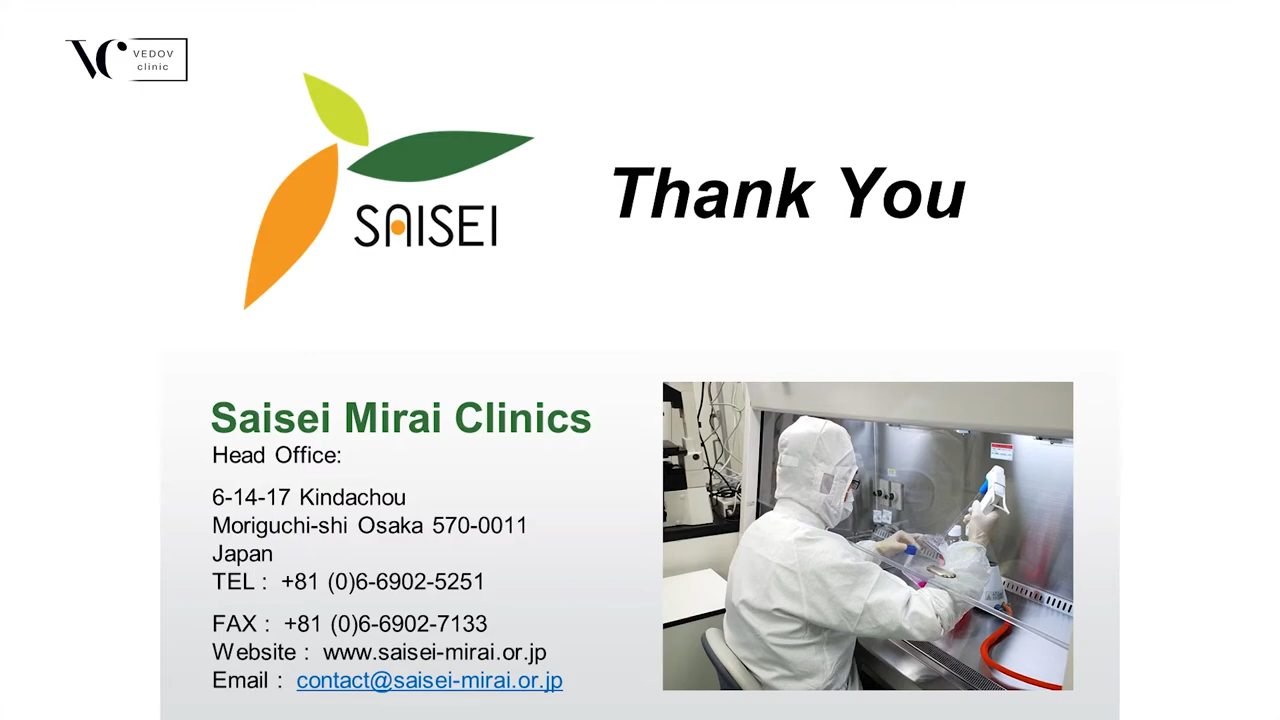 VC VEDOV
clinic
SAISEI
Thank You
Saisei Mirai Clinics
Head Office:
6-14-17 Kindachou
Moriguchi-shi Osaka 570-0011
Japan
TEL : +81 (0)6-6902-5251
FAX : +81 (0)6-6902-7133
Website : www.saisei-mirai.or.jp
Email : contact@saisei-mirai.or.jp